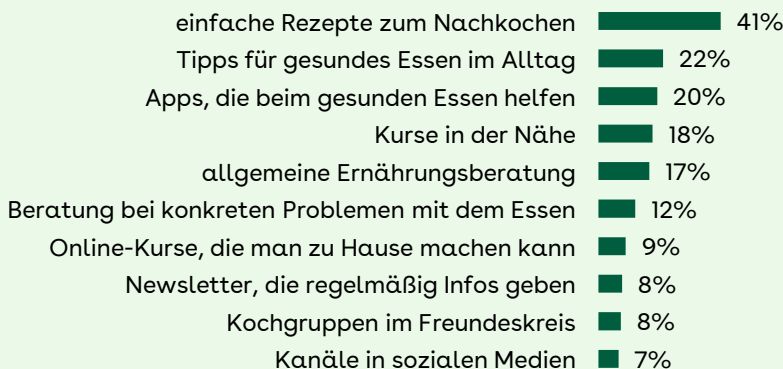 einfache Rezepte zum Nachkochen 41%
Tipps für gesundes Essen im Alltag 22%
Apps, die beim gesunden Essen helfen 20%
Kurse in der Nähe 18%
allgemeine Ernährungsberatung 17%
Beratung bei konkreten Problemen mit dem Essen 12%
Online-Kurse, die man zu Hause machen kann 9%
Newsletter, die regelmäßig Infos geben 8%
Kochgruppen im Freundeskreis 8%
Kanäle in sozialen Medien 7%